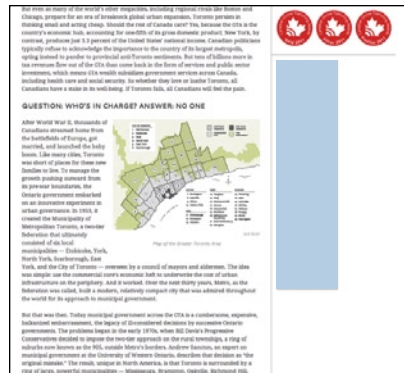 But even as many of the world's other megacities, including regional rivals like Boston and
Chicago, prepare for an era of breakneck global urban expansion, Toronto persists in
thinking small and acting cheap. Should the rest of Canada care? Yes, because the GTA is the
country's economic hub, accounting for one-fifth of its gross domestic product. New York, by
contrast, produces just 3.3 percent of the United States' national income. Canadian politicians
typically refuse to acknowledge the importance to the country of its largest metropolis,
opting instead to pander to provincial anti-Toronto sentiments. But tens of billions more in
tax revenues flow out of the GTA than come back in the form of services and public sector
investment, which means GTA wealth subsidizes government services across Canada,
including health care and social security. So whether they love or loathe Toronto, all
Canadians have a stake in its well-being. If Toronto fails, all Canadians will feel the pain.
QUESTION: WHO'S IN CHARGE? ANSWER: NO ONE
After World War II, thousands of
Canadians streamed home from
the battlefields of Europe, got
married, and launched the baby
boom. Like many cities, Toronto
was short of places for these new
families to live. To manage the
growth pushing outward from
its pre-war boundaries, the
Ontario government embarked
on an innovative experiment in
urban governance. In 1953, it
created the Municipality of
Metropolitan Toronto, a two-tier
federation that ultimately
consisted of six local
municipalities — Etobicoke, York,
North York, Scarborough, East
York, and the City of Toronto — overseen by a council of mayors and aldermen. The idea
was simple: use the commercial core's economic heft to underwrite the cost of urban
infrastructure on the periphery. And it worked. Over the next thirty years, Metro, as the
federation was called, built a modern, relatively compact city that was admired throughout
the world for its approach to municipal government.
Map of the Greater Toronto Area
But that was then. Today municipal government across the GTA is a cumbersome, expensive,
balkanized embarrassment, the legacy of ill-considered decisions by successive Ontario
governments. The problems began in the early 1970s, when Bill Davis's Progressive
Conservatives decided to impose the two-tier approach on the rural townships, a ring of
suburbs now known as the 905, outside Metro's borders. Andrew Sancton, an expert on
municipal government at the University of Western Ontario, describes that decision as "the
original mistake." The result, unique in North America, is that Toronto is surrounded by a
ring of large, powerful municipalities — Mississauga, Brampton, Oakville, Richmond Hill,